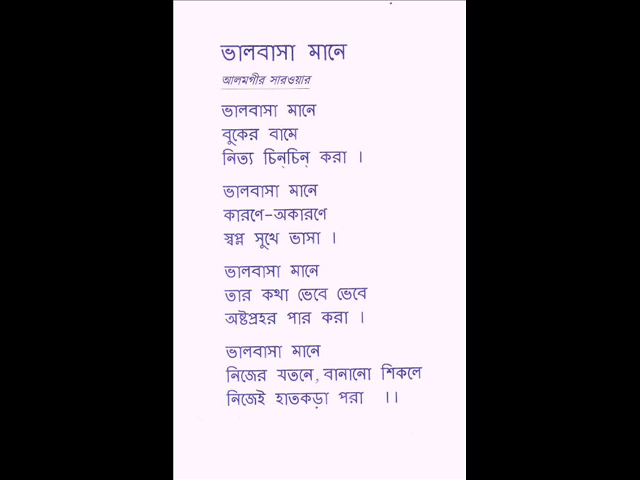 ভালবাসা মানে
আলমগীর সারওয়ার
ভালবাসা মানে
বুকের বামে
নিত্য চিন্‌চিন্‌ করা ।
ভালবাসা মানে
কারণে-অকারণে
স্বপ্ন সুখে ভাসা ।
ভালবাসা মানে
তার কথা ভেবে ভেবে
অষ্টপ্রহর পার করা ।
ভালবাসা মানে
নিজের যতনে, বানানো শিকলে
নিজেই হাতকড়া পরা ।।